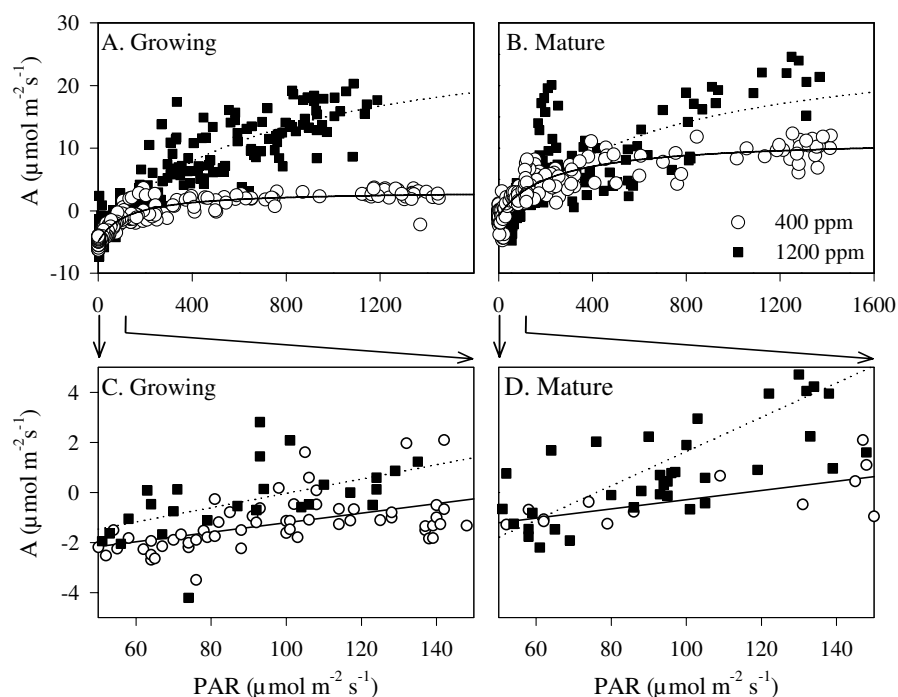 30
20
10
0
-10
A (µmol m-2s-1)
A. Growing
B. Mature
400 ppm
1200 ppm
0 400 800 1200 0 400 800 1200 1600
4
2
0
-2
-4
A (µmol m-2s-1)
C. Growing
D. Mature
60 80 100 120 140 60 80 100 120 140
PAR (µmol m-2 s-1) PAR (µmol m-2 s-1)